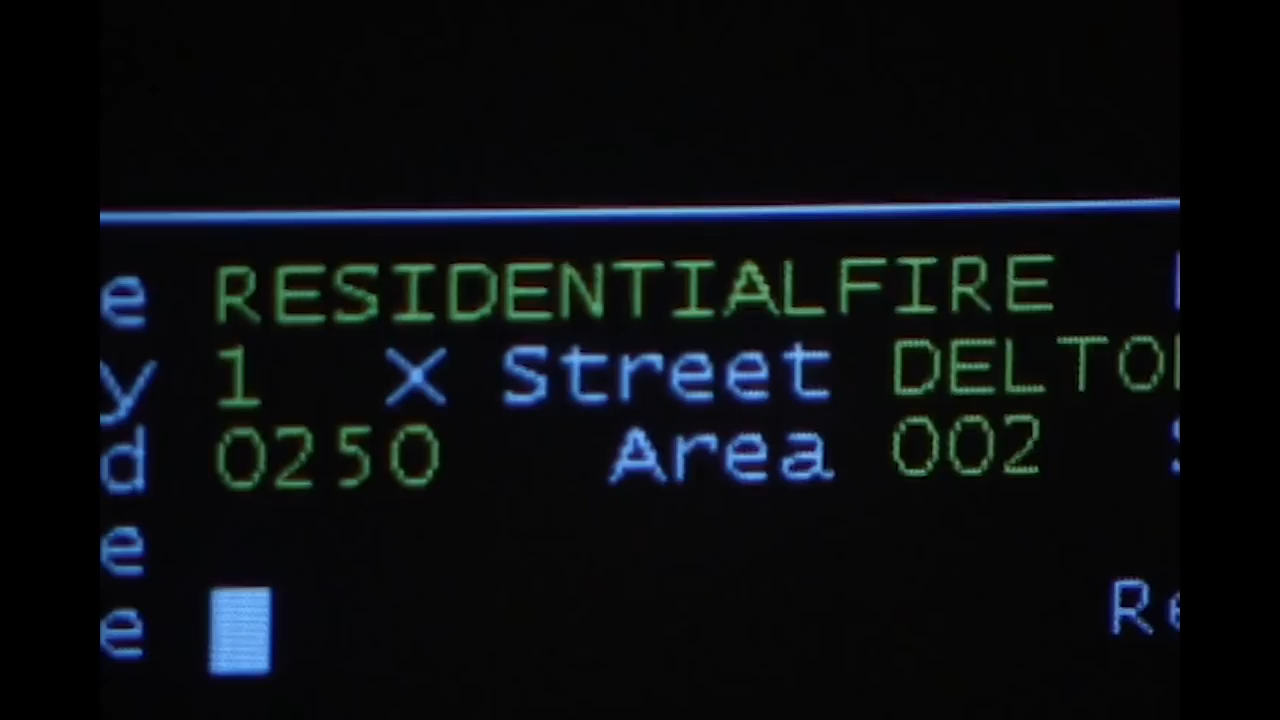 e RESIDENTIALFIRE
y 1 X Street DELTO
d 0250 Area 002
e
e Re